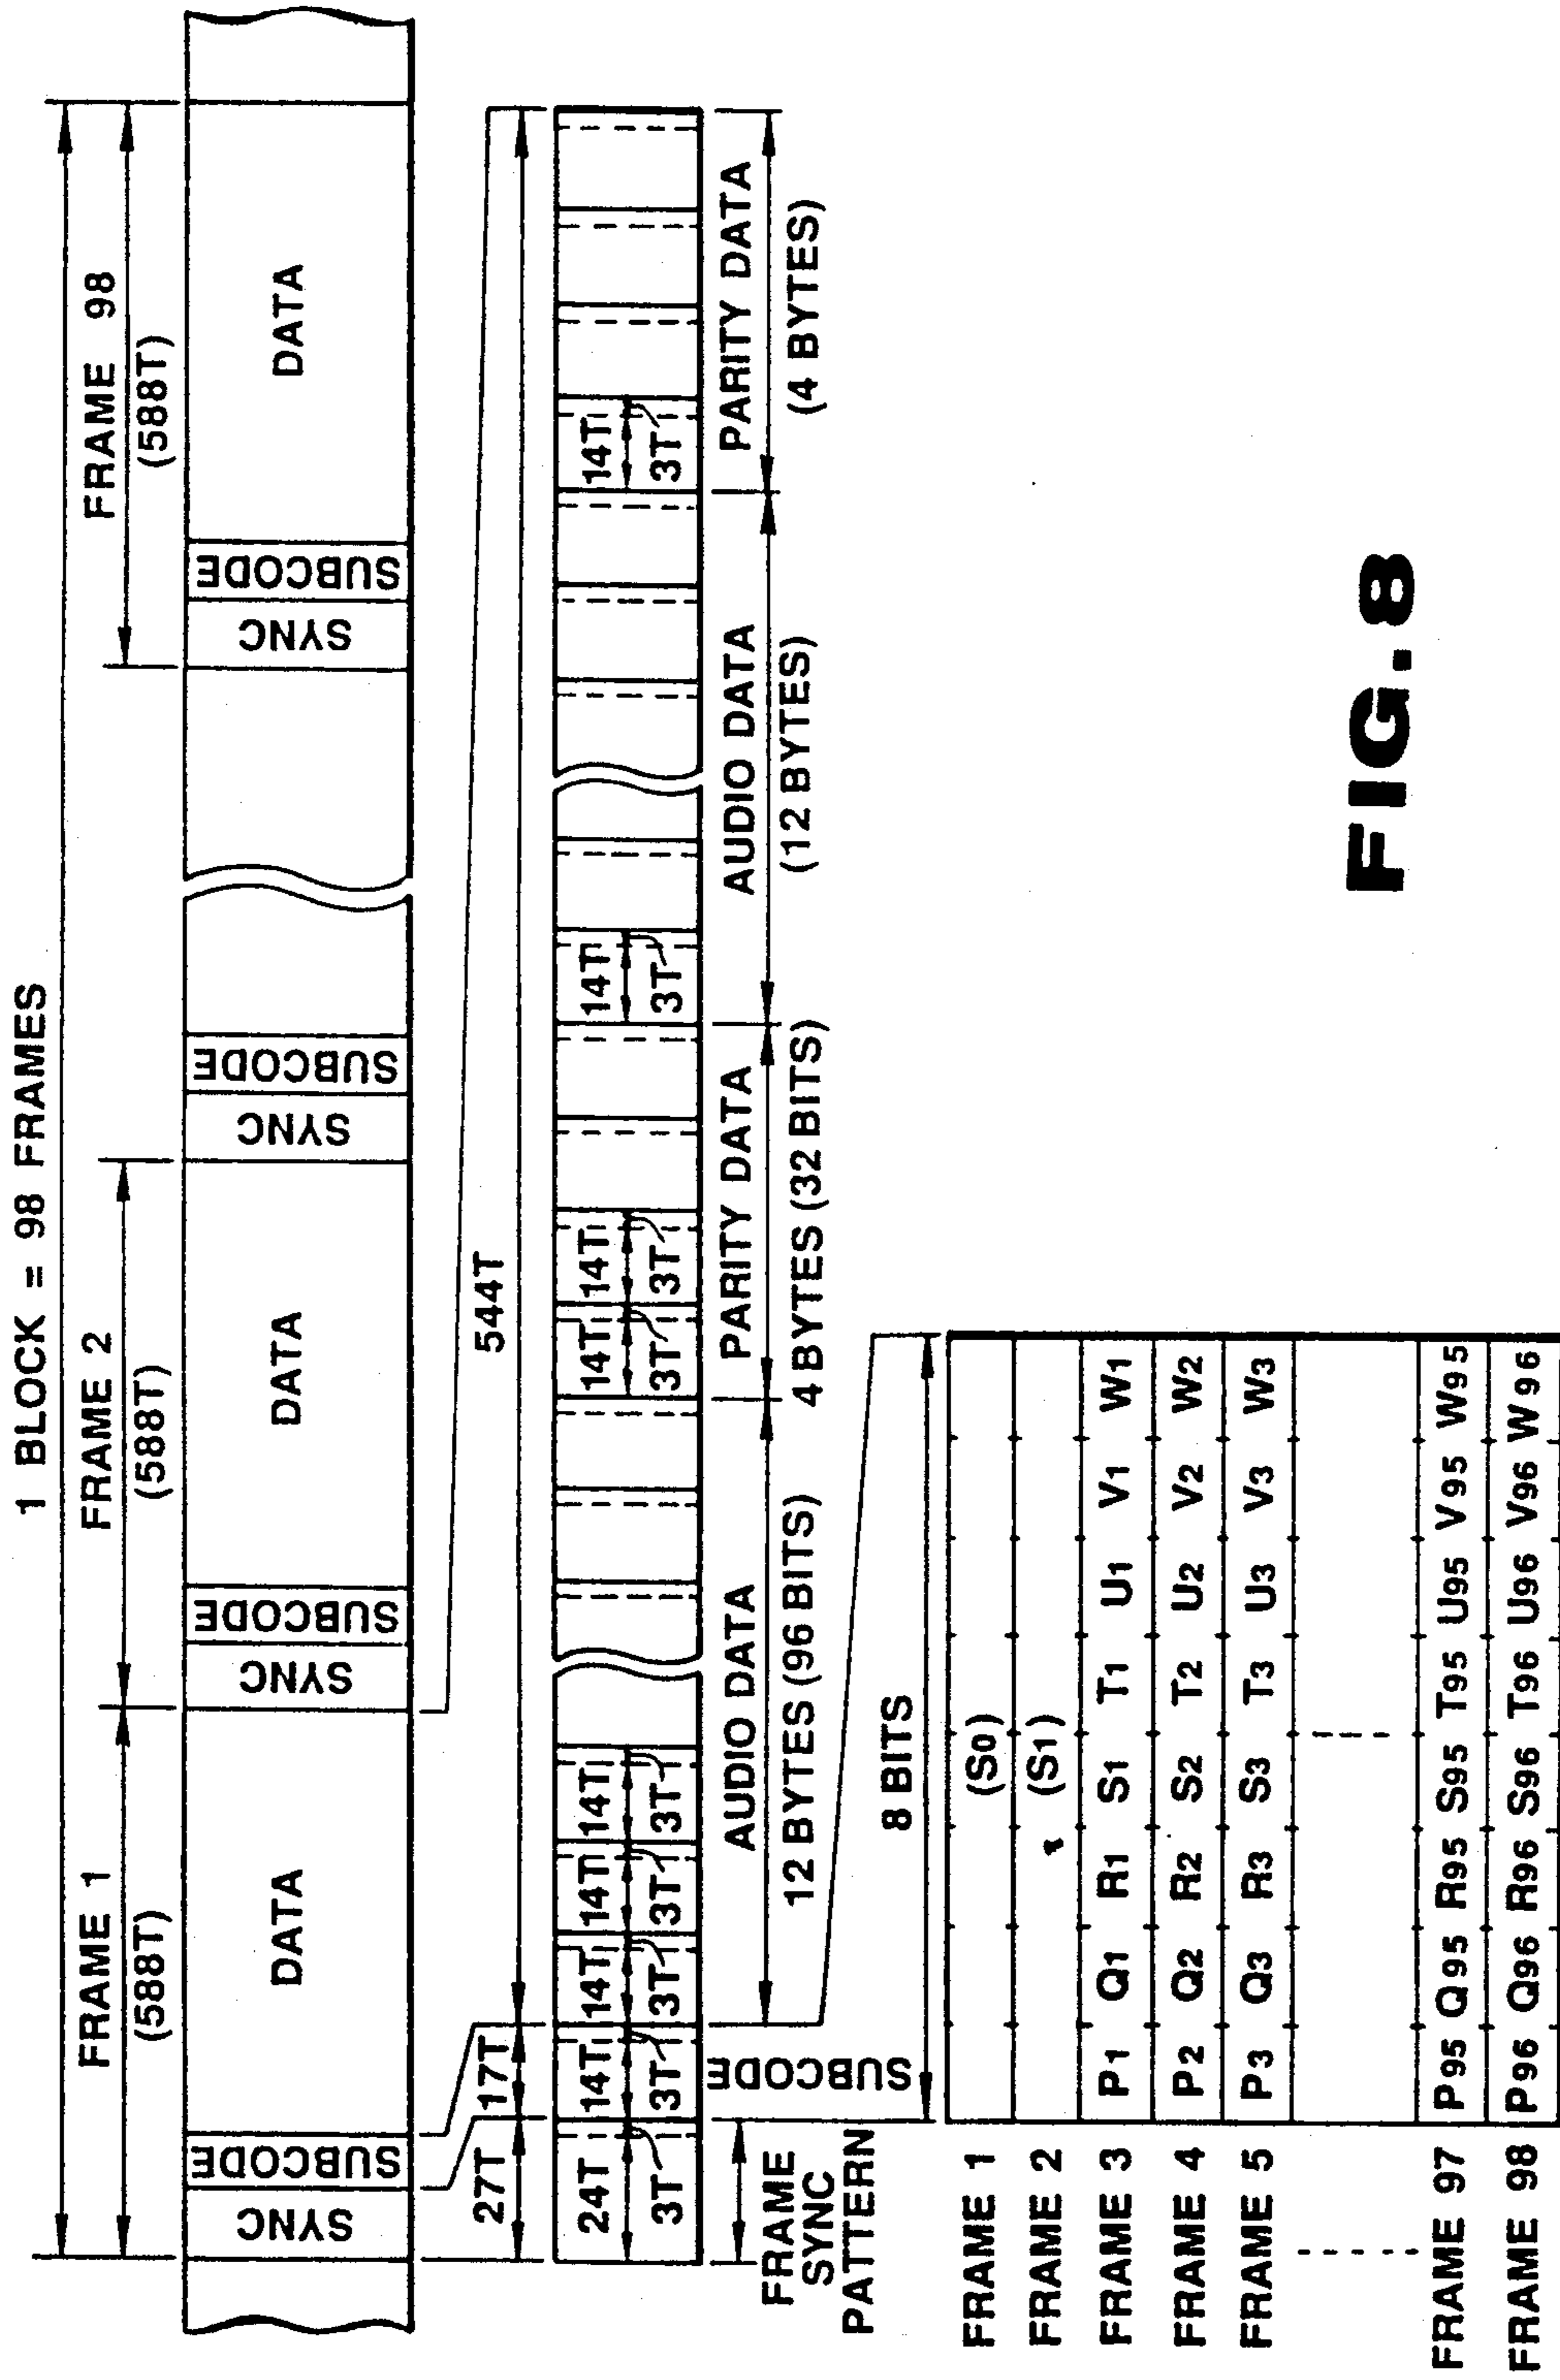 1 BLOCK = 98 FRAMES
FRAME 1
(588T)
FRAME 2
(588T)
FRAME 98
(588T)
SYNC
SUBCODE
DATA
SYNC
SUBCODE
DATA
SYNC
SUBCODE
SYNC
SUBCODE
DATA
27T
17T
544T
24T
3T
14T
3T
14T
3T
14T
3T
14T
3T
14T
3T
14T
3T
14T
3T
14T
3T
FRAME
SYNC
PATTERN
SUBCODE
AUDIO DATA
12 BYTES (96 BITS)
PARITY DATA
4 BYTES (32 BITS)
AUDIO DATA
(12 BYTES)
PARITY DATA
(4 BYTES)
8 BITS
FRAME 1 (S0)
FRAME 2 (S1)
FRAME 3 P1 Q1 R1 S1 T1 U1 V1 W1
FRAME 4 P2 Q2 R2 S2 T2 U2 V2 W2
FRAME 5 P3 Q3 R3 S3 T3 U3 V3 W3
FRAME 97 P95 Q95 R95 S95 T95 U95 V95 W95
FRAME 98 P96 Q96 R96 S96 T96 U96 V96 W96
FIG.8